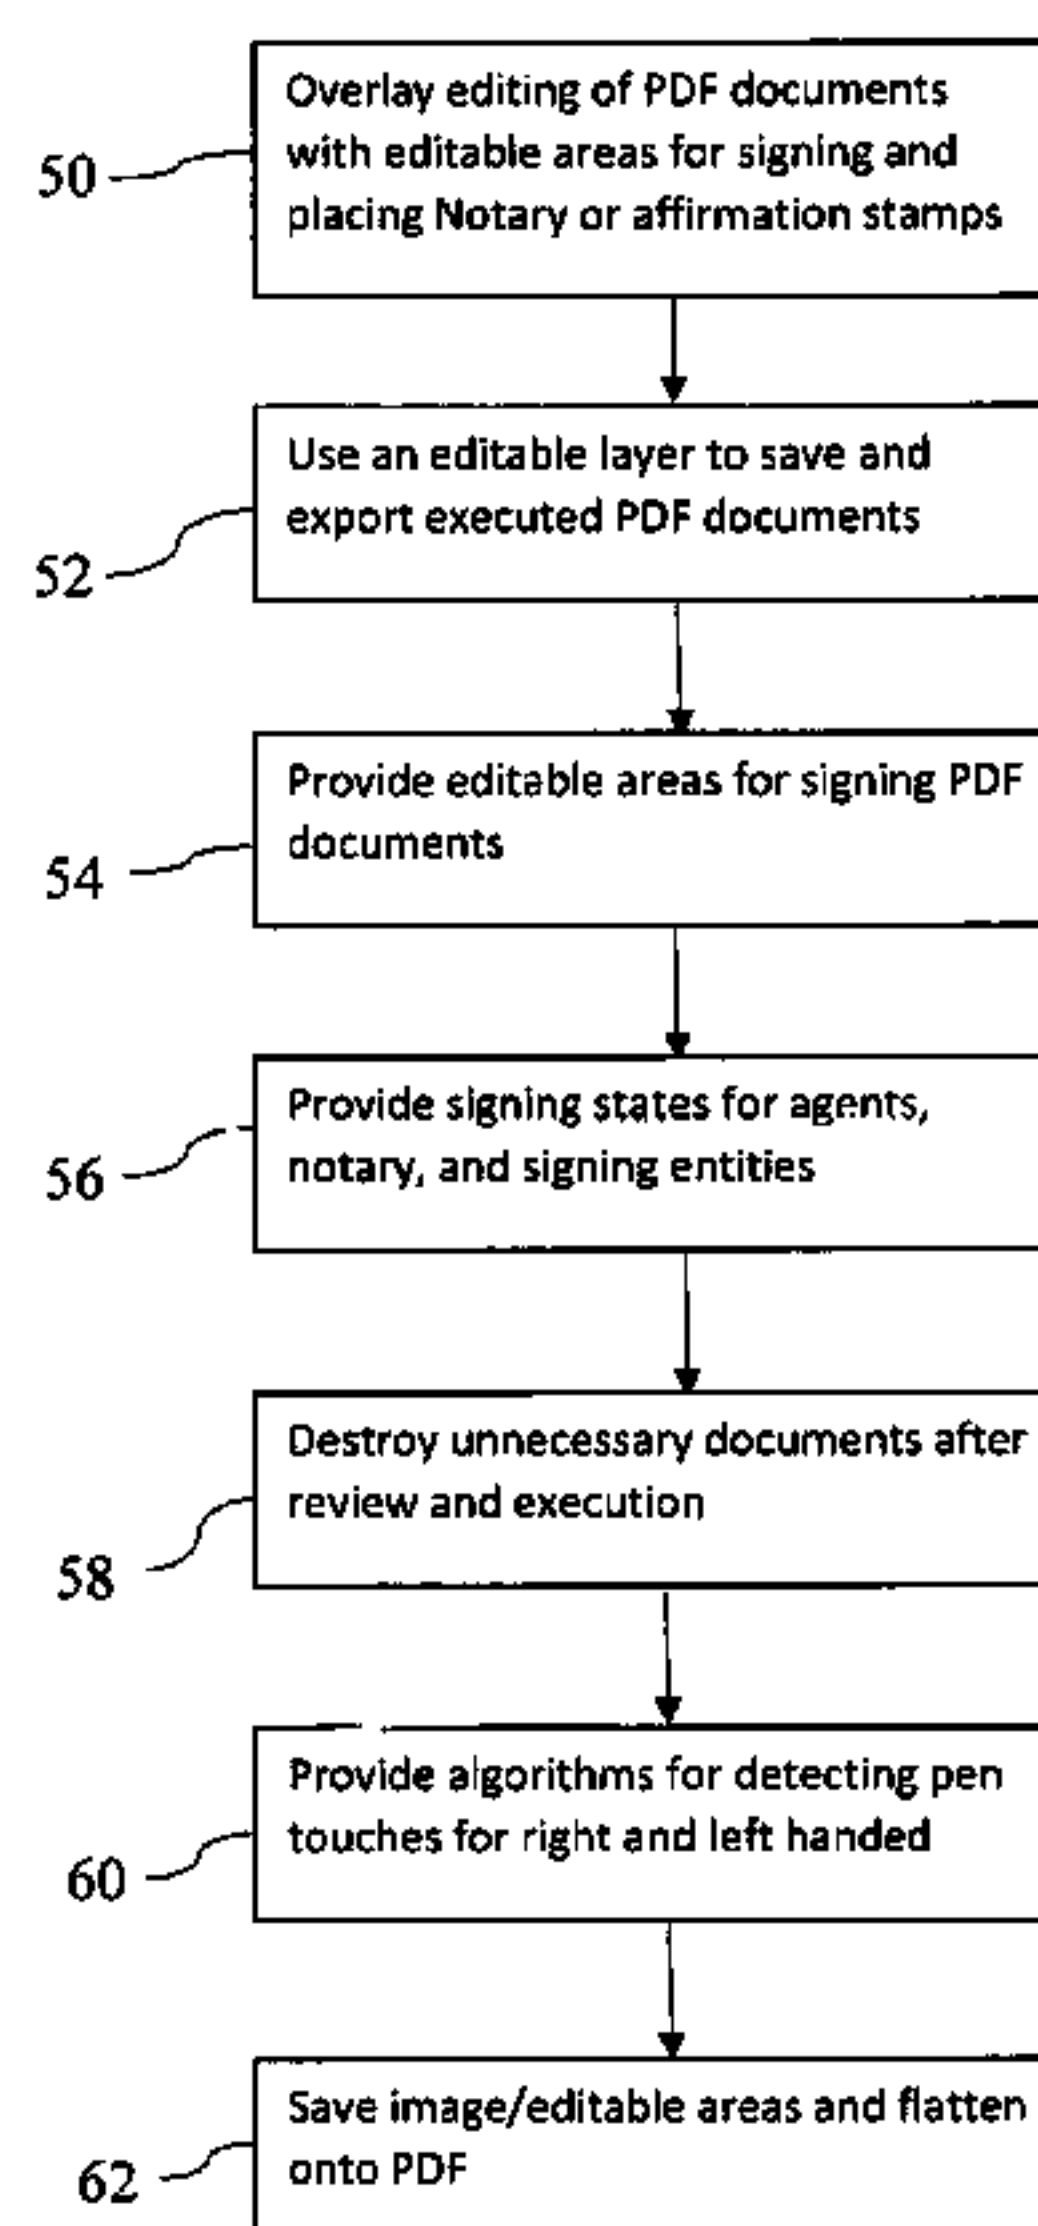 Overlay editing of PDF documents
with editable areas for signing and
placing Notary or affirmation stamps
50
Use an editable layer to save and
export executed PDF documents
52
Provide editable areas for signing PDF
documents
54
Provide signing states for agents,
notary, and signing entities
56
Destroy unnecessary documents after
review and execution
58
Provide algorithms for detecting pen
touches for right and left handed
60
Save image/editable areas and flatten
onto PDF
62